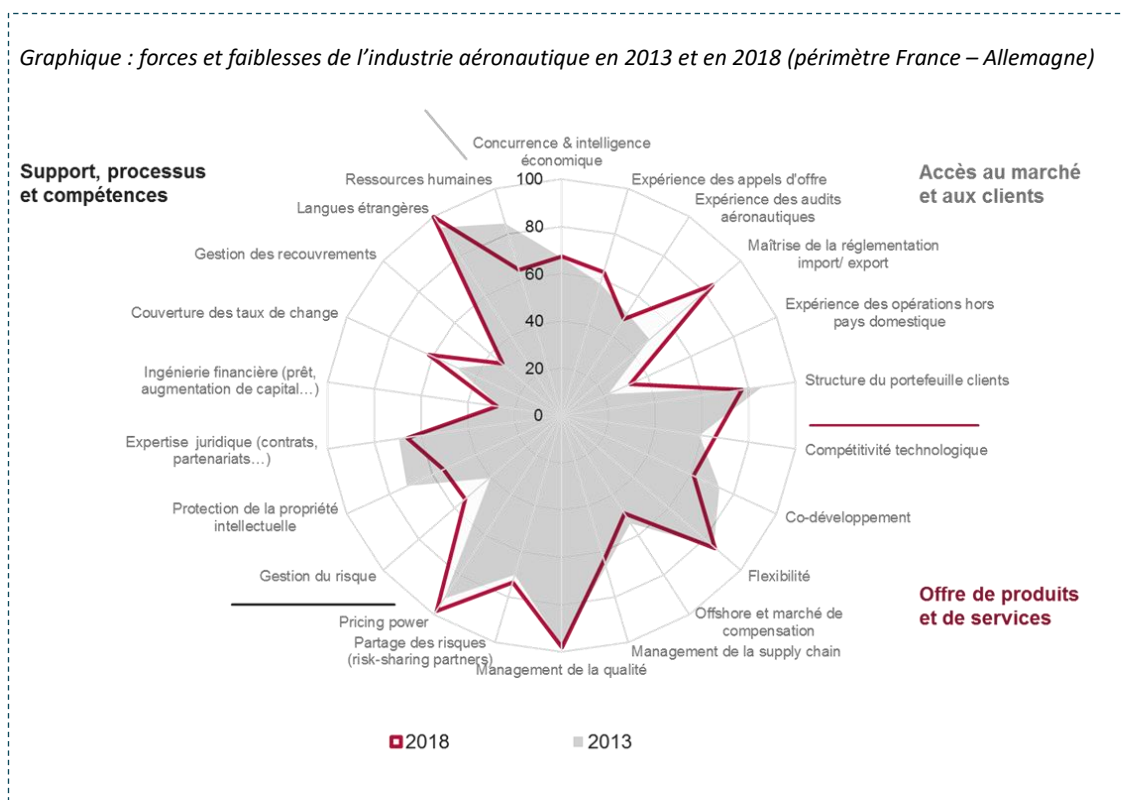 Graphique : forces et faiblesses de l’industrie aéronautique en 2013 et en 2018 (périmètre France – Allemagne)
Support, processus
et compétences
Accès au marché
et aux clients
Concurrence & intelligence
économique
Expérience des appels d'offre
Expérience des audits
aéronautiques
Maîtrise de la réglementation
import/ export
Expérience des opérations hors
pays domestique
Structure du portefeuille clients
Compétitivité technologique
Co-développement
Flexibilité
Offshore et marché de
compensation
Management de la supply chain
Management de la qualité
Partage des risques
(risk-sharing partners)
Pricing power
Gestion du risque
Protection de la propriété
intellectuelle
Expertise juridique (contrats,
partenariats…)
Ingénierie financière (prêt,
augmentation de capital…)
Couverture des taux de change
Gestion des recouvrements
Langues étrangères
Ressources humaines
100
80
60
40
20
0
Offre de produits
et de services
2018
2013